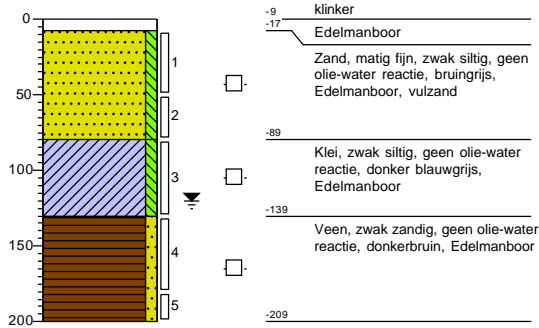 0
50
100
150
200
1
2
3
4
5
-9
klinker
-17
Edelmanboor
Zand, matig fijn, zwak siltig, geen
olie-water reactie, bruingrijs,
Edelmanboor, vulzand
-89
Klei, zwak siltig, geen olie-water
reactie, donker blauwgrijs,
Edelmanboor
-139
Veen, zwak zandig, geen olie-water
reactie, donkerbruin, Edelmanboor
-209